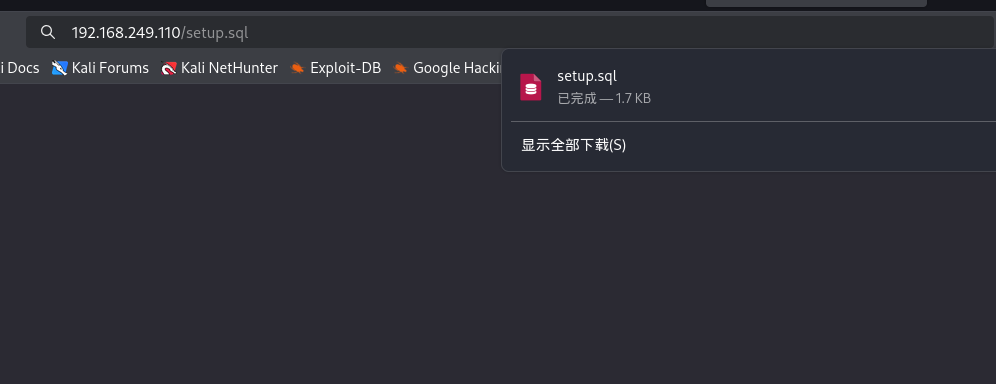 192.168.249.110/setup.sql
i Docs Kali Forums Kali NetHunter Exploit-DB Google Hacki
setup.sql
已完成 — 1.7 KB
显示全部下载(S)